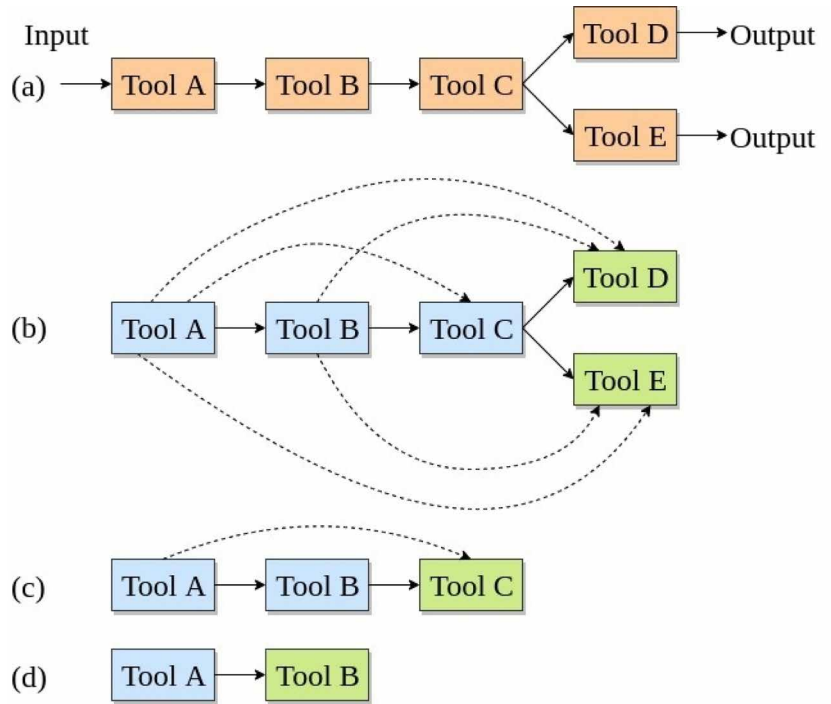 Input
Tool D
Output
(a)
Tool A
Tool B
Tool C
Tool E
Output
Tool D
(b)
Tool A
Tool B
Tool C
Tool E
(c)
Tool A
Tool B
Tool C
(d)
Tool A
Tool B